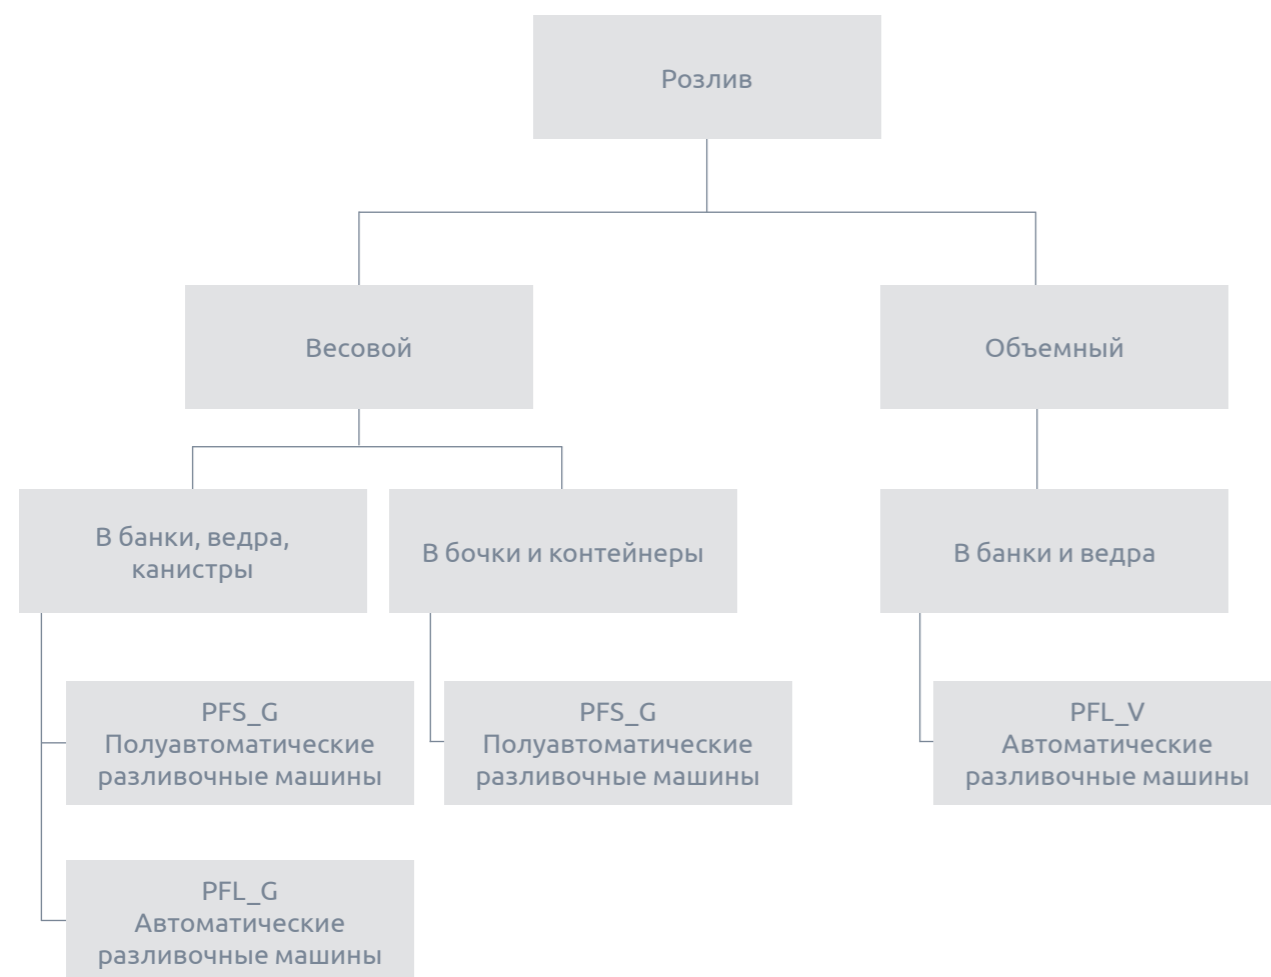 Розлив
Весовой
Объемный
В банки, ведра,
канистры
В бочки и контейнеры
В банки и ведра
PFS_G
Полуавтоматические
разливочные машины
PFS_G
Полуавтоматические
разливочные машины
PFL_V
Автоматические
разливочные машины
PFL_G
Автоматические
разливочные машины